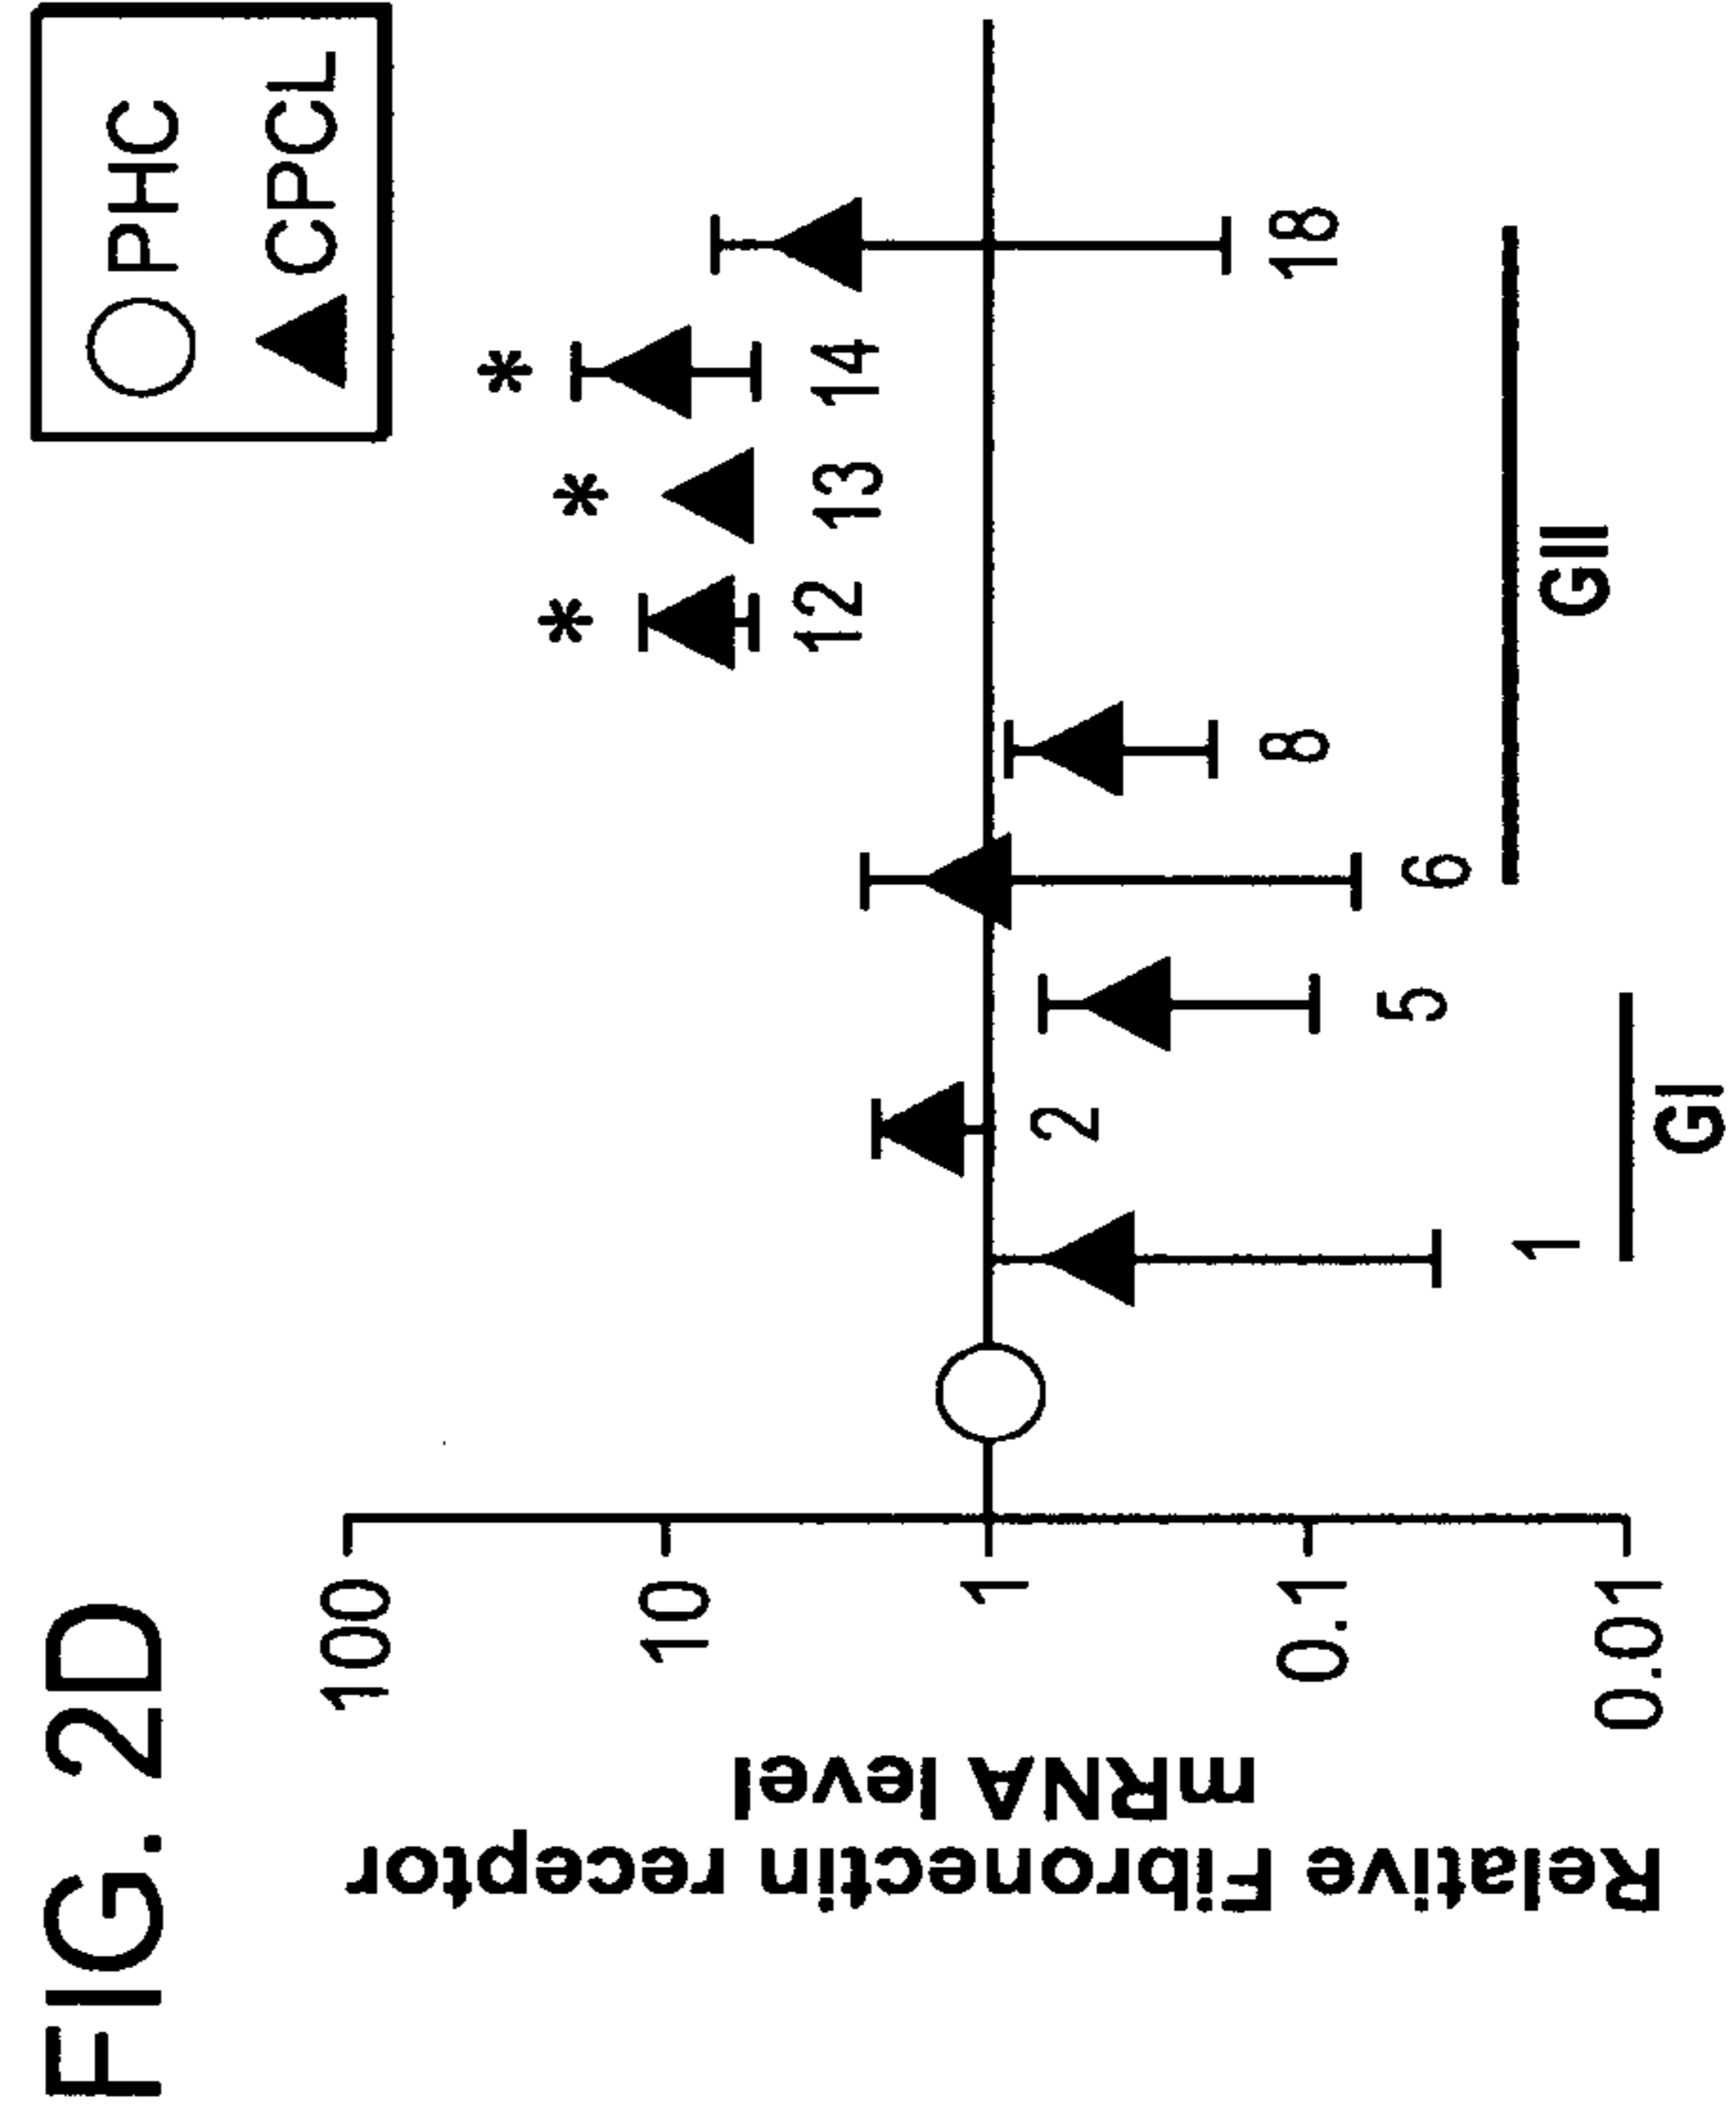 FIG. 2D
PHC
CPCL
Relative Fibronectin receptor
mRNA level
100
10
1
0.1
0.01
* * *
1 2 5 6 8 12 13 14 18
GI GII